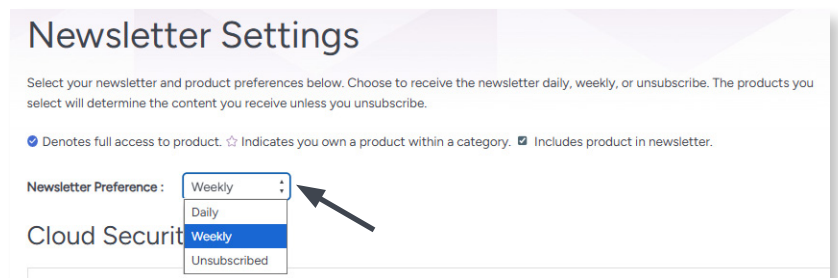 Newsletter Settings
Select your newsletter and product preferences below. Choose to receive the newsletter daily, weekly, or unsubscribe. The products you
select will determine the content you receive unless you unsubscribe.
Denotes full access to product. ☆ Indicates you own a product within a category. ☑ Includes product in newsletter.
Newsletter Preference : Weekly
Daily
Cloud Securit Weekly
Unsubscribed